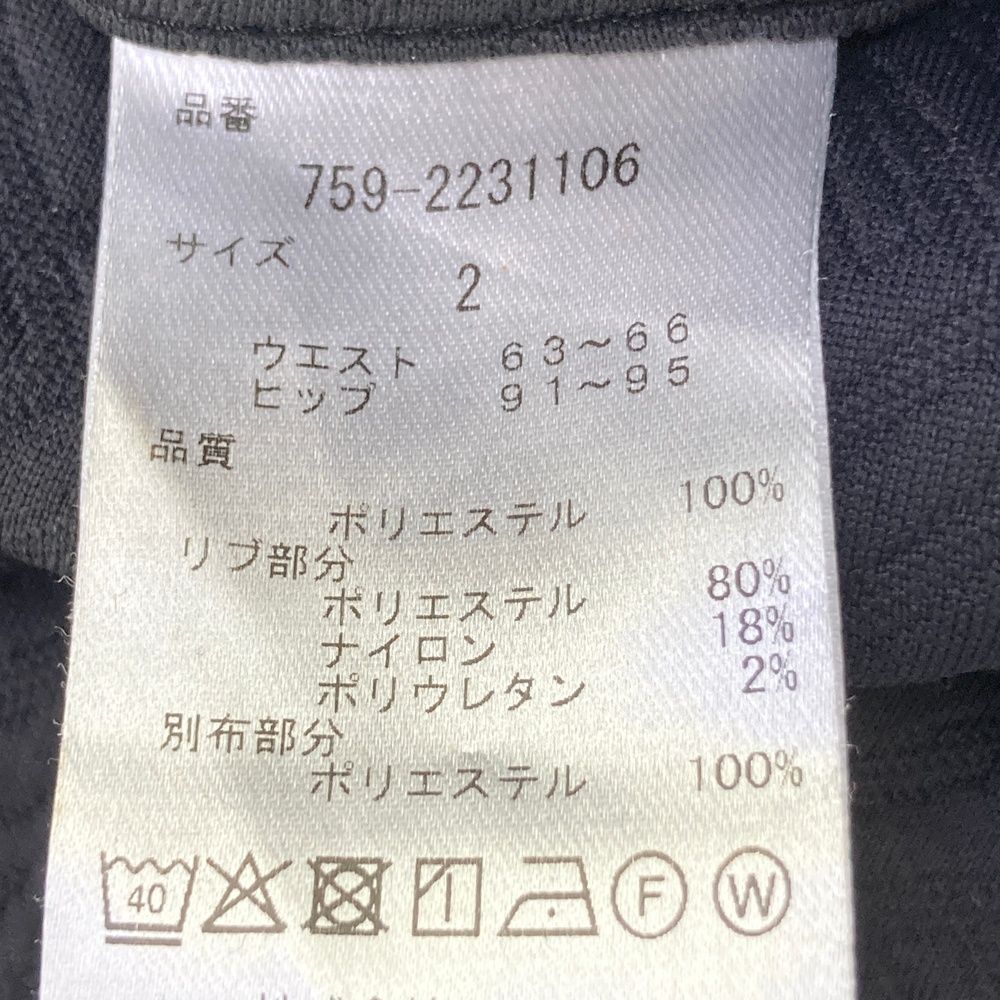 品番
759-2231106
サイズ
2
ウエスト 63~66
ヒップ 91~95
品質
ポリエステル 100%
リブ部分
ポリエステル 80%
ナイロン 18%
ポリウレタン 2%
別布部分
ポリエステル 100%
40 F W